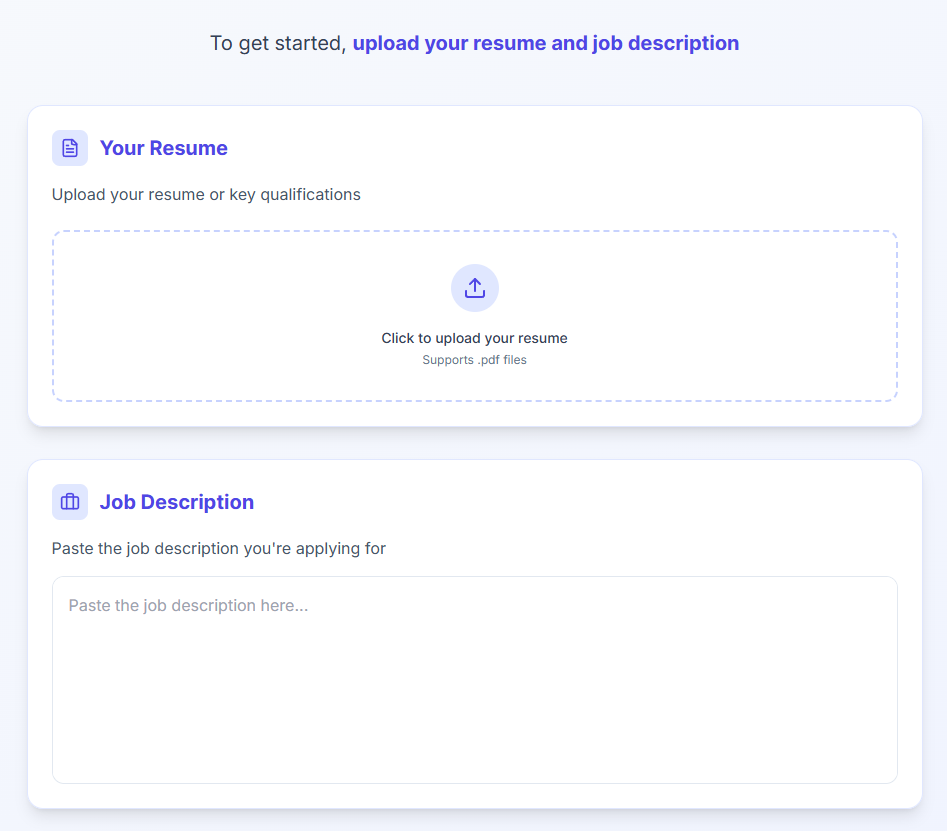 To get started, upload your resume and job description
Your Resume
Upload your resume or key qualifications
Click to upload your resume
Supports .pdf files
Job Description
Paste the job description you're applying for
Paste the job description here...